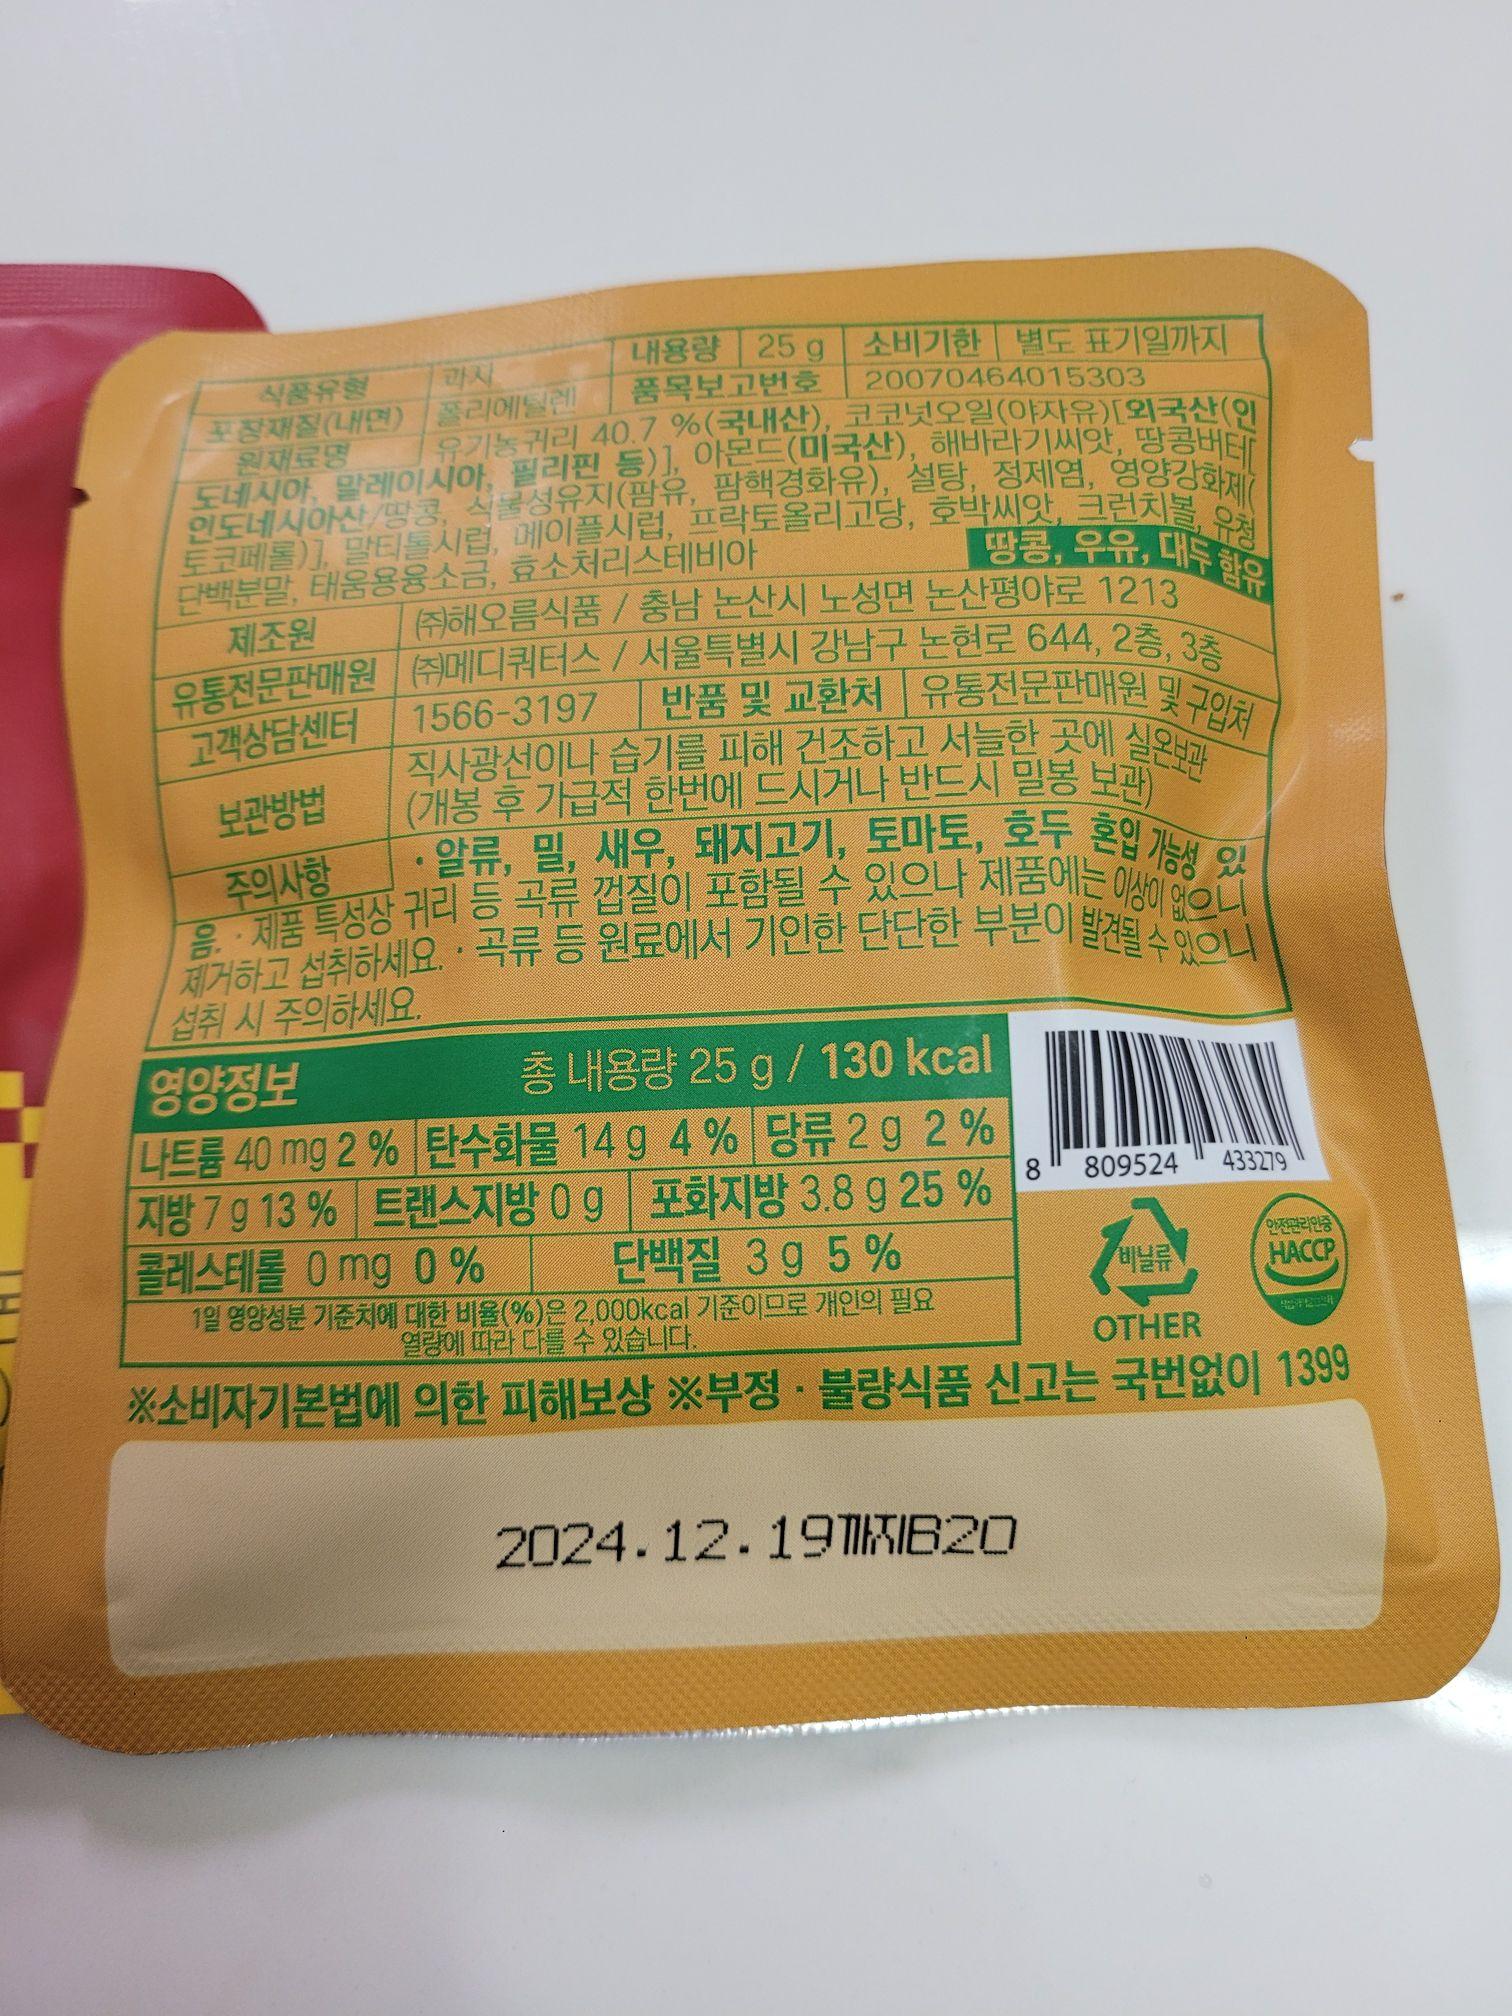 식품유형 과자 내용량 25 g 소비기한 별도 표기일까지
포장재질(내면) 폴리에틸렌 품목보고번호 20070464015303
원재료명 유기농귀리 40.7 %(국내산), 코코넛오일(야자유)[외국산(인
도네시아, 말레이시아, 필리핀 등)], 아몬드(미국산), 해바라기씨앗, 땅콩버터[
인도네시아산/땅콩, 식물성유지(팜유, 팜핵경화유), 설탕, 정제염, 영양강화제(
토코페롤)], 말티톨시럽, 메이플시럽, 프락토올리고당, 호박씨앗, 크런치볼, 유청
단백분말, 태움용융소금, 효소처리스테비아
땅콩, 우유, 대두 함유
제조원 ㈜해오름식품 / 충남 논산시 노성면 논산평야로 1213
유통전문판매원 ㈜메디쿼터스 / 서울특별시 강남구 논현로 644, 2층, 3층
고객상담센터 1566-3197 반품 및 교환처 유통전문판매원 및 구입처
보관방법 직사광선이나 습기를 피해 건조하고 서늘한 곳에 실온보관
(개봉 후 가급적 한번에 드시거나 반드시 밀봉 보관)
주의사항 · 알류, 밀, 새우, 돼지고기, 토마토, 호두 혼입 가능성 있
음. · 제품 특성상 귀리 등 곡류 껍질이 포함될 수 있으나 제품에는 이상이 없으니
제거하고 섭취하세요. · 곡류 등 원료에서 기인한 단단한 부분이 발견될 수 있으니
섭취 시 주의하세요.
영양정보 총 내용량 25 g / 130 kcal
나트륨 40 mg 2 % 탄수화물 14 g 4 % 당류 2 g 2 %
지방 7 g 13 % 트랜스지방 0 g 포화지방 3.8 g 25 %
콜레스테롤 0 mg 0 % 단백질 3 g 5 %
1일 영양성분 기준치에 대한 비율(%)은 2,000kcal 기준이므로 개인의 필요
열량에 따라 다를 수 있습니다.
8 809524 433279
비닐류
OTHER
안전관리인증
HACCP
※소비자기본법에 의한 피해보상 ※부정 · 불량식품 신고는 국번없이 1399
2024.12.19까지B20